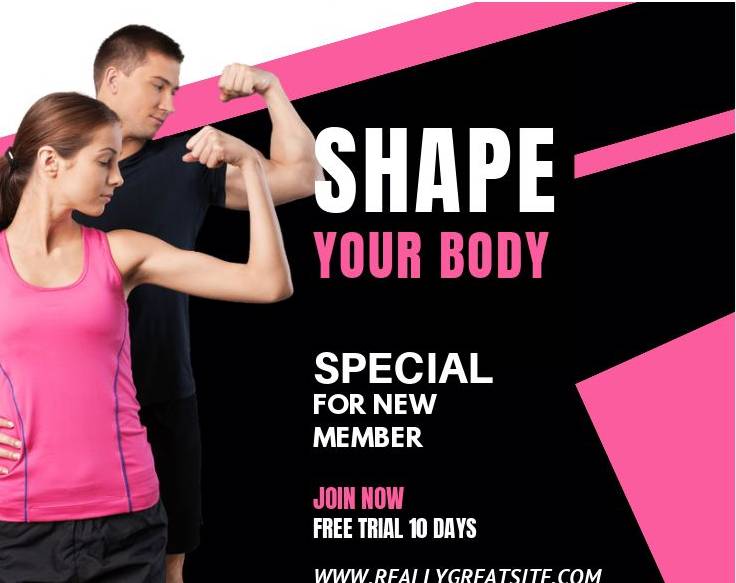 SHAPE
YOUR BODY
SPECIAL
FOR NEW
MEMBER
JOIN NOW
FREE TRIAL 10 DAYS
WWW.REALLYGREATSITE.COM